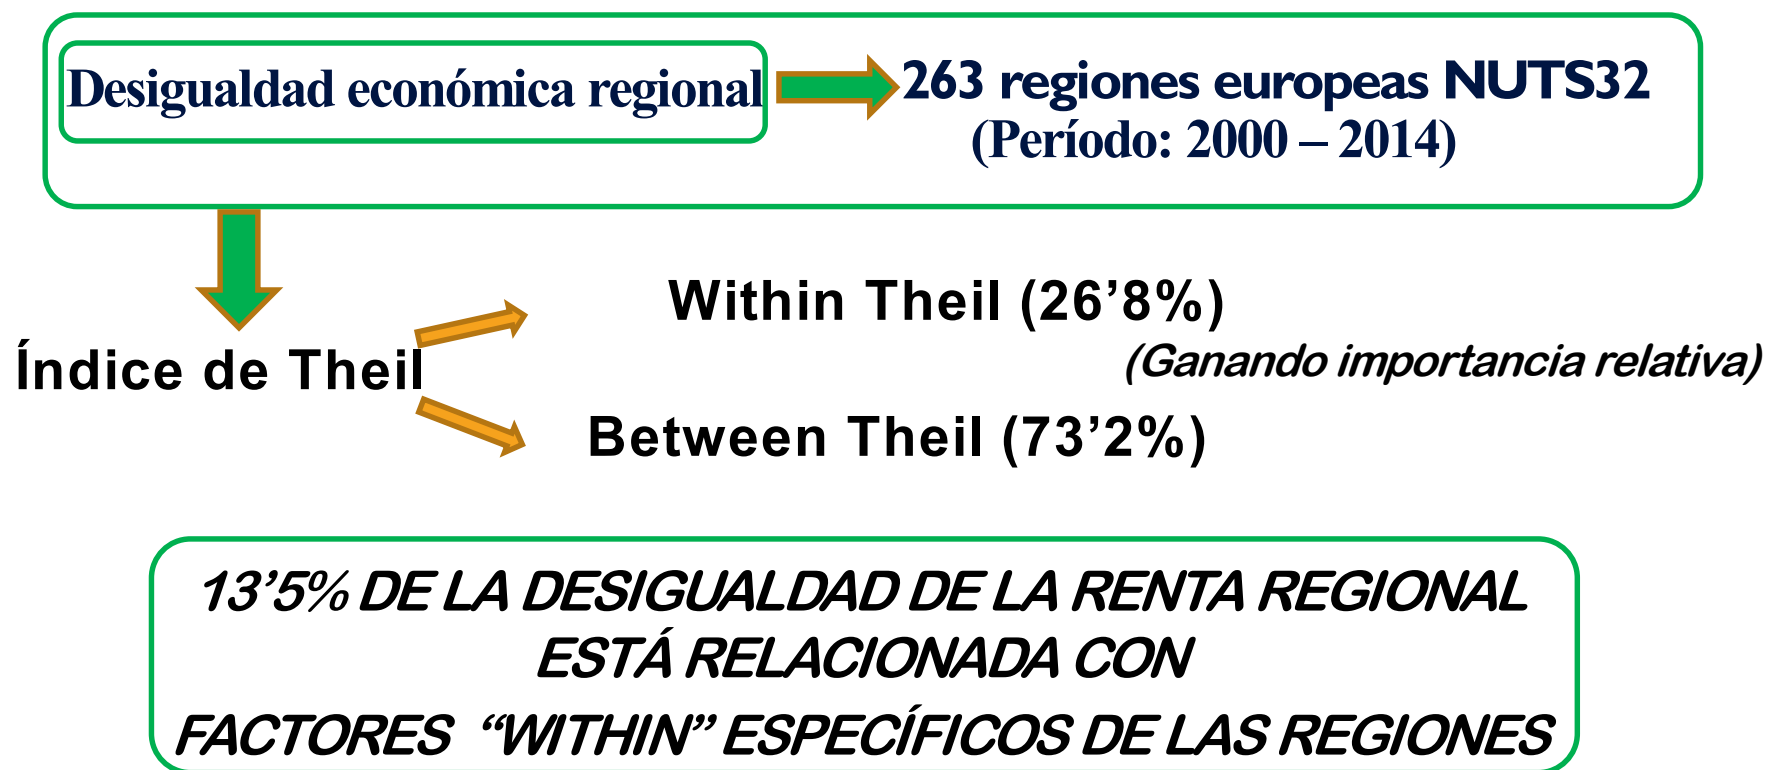 Desigualdad económica regional
263 regiones europeas NUTS32
(Período: 2000 – 2014)
Within Theil (26’8%)
(Ganando importancia relativa)
Índice de Theil
Between Theil (73’2%)
13’5% DE LA DESIGUALDAD DE LA RENTA REGIONAL
ESTÁ RELACIONADA CON
FACTORES “WITHIN” ESPECÍFICOS DE LAS REGIONES